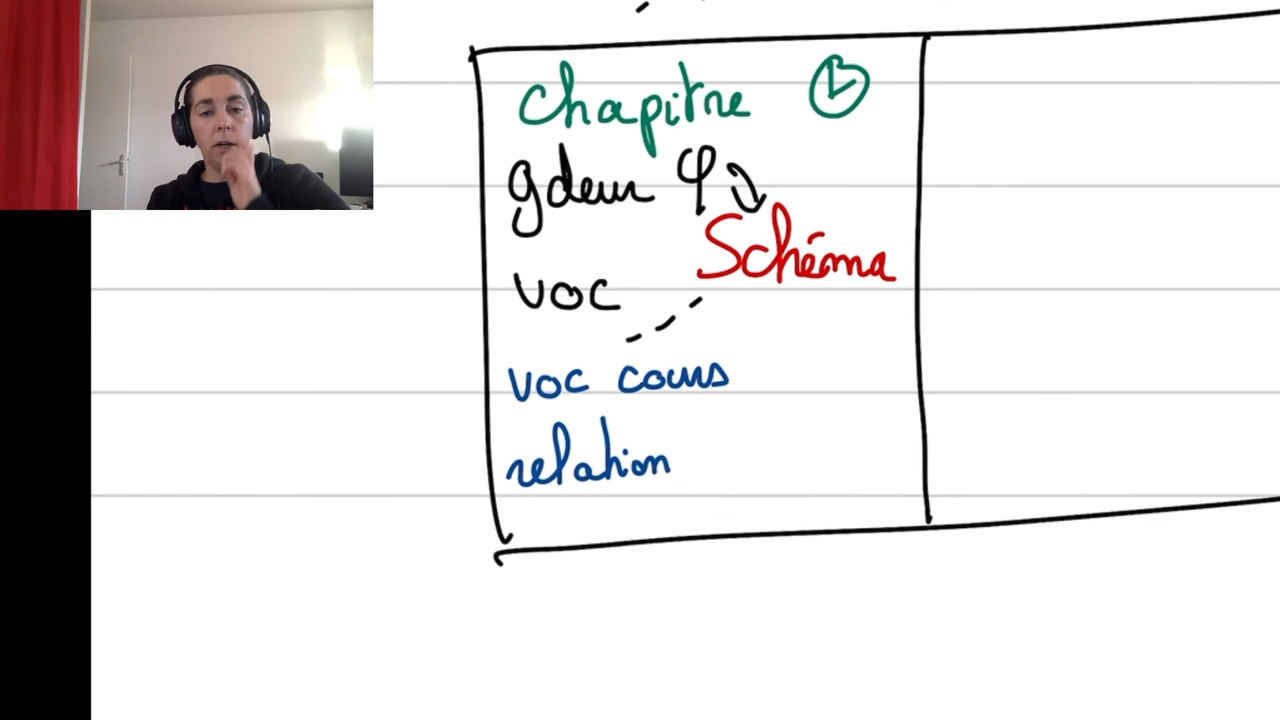 chapitre
gdeur φ
Schéma
voc
voc cours
relation